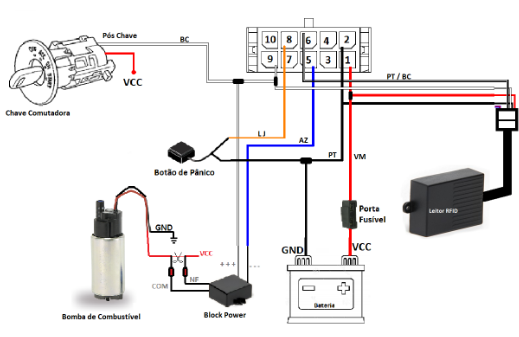 Pós Chave
BC
VCC
Chave Comutadora
10 8 6 4 2
9 7 5 3 1
PT / BC
LJ
AZ
Botão de Pânico
PT
VM
Porta
Fusível
Leitor RFID
GND
VCC
Bateria
GND
VCC
+++
---
COM
NF
Block Power
Bomba de Combustível